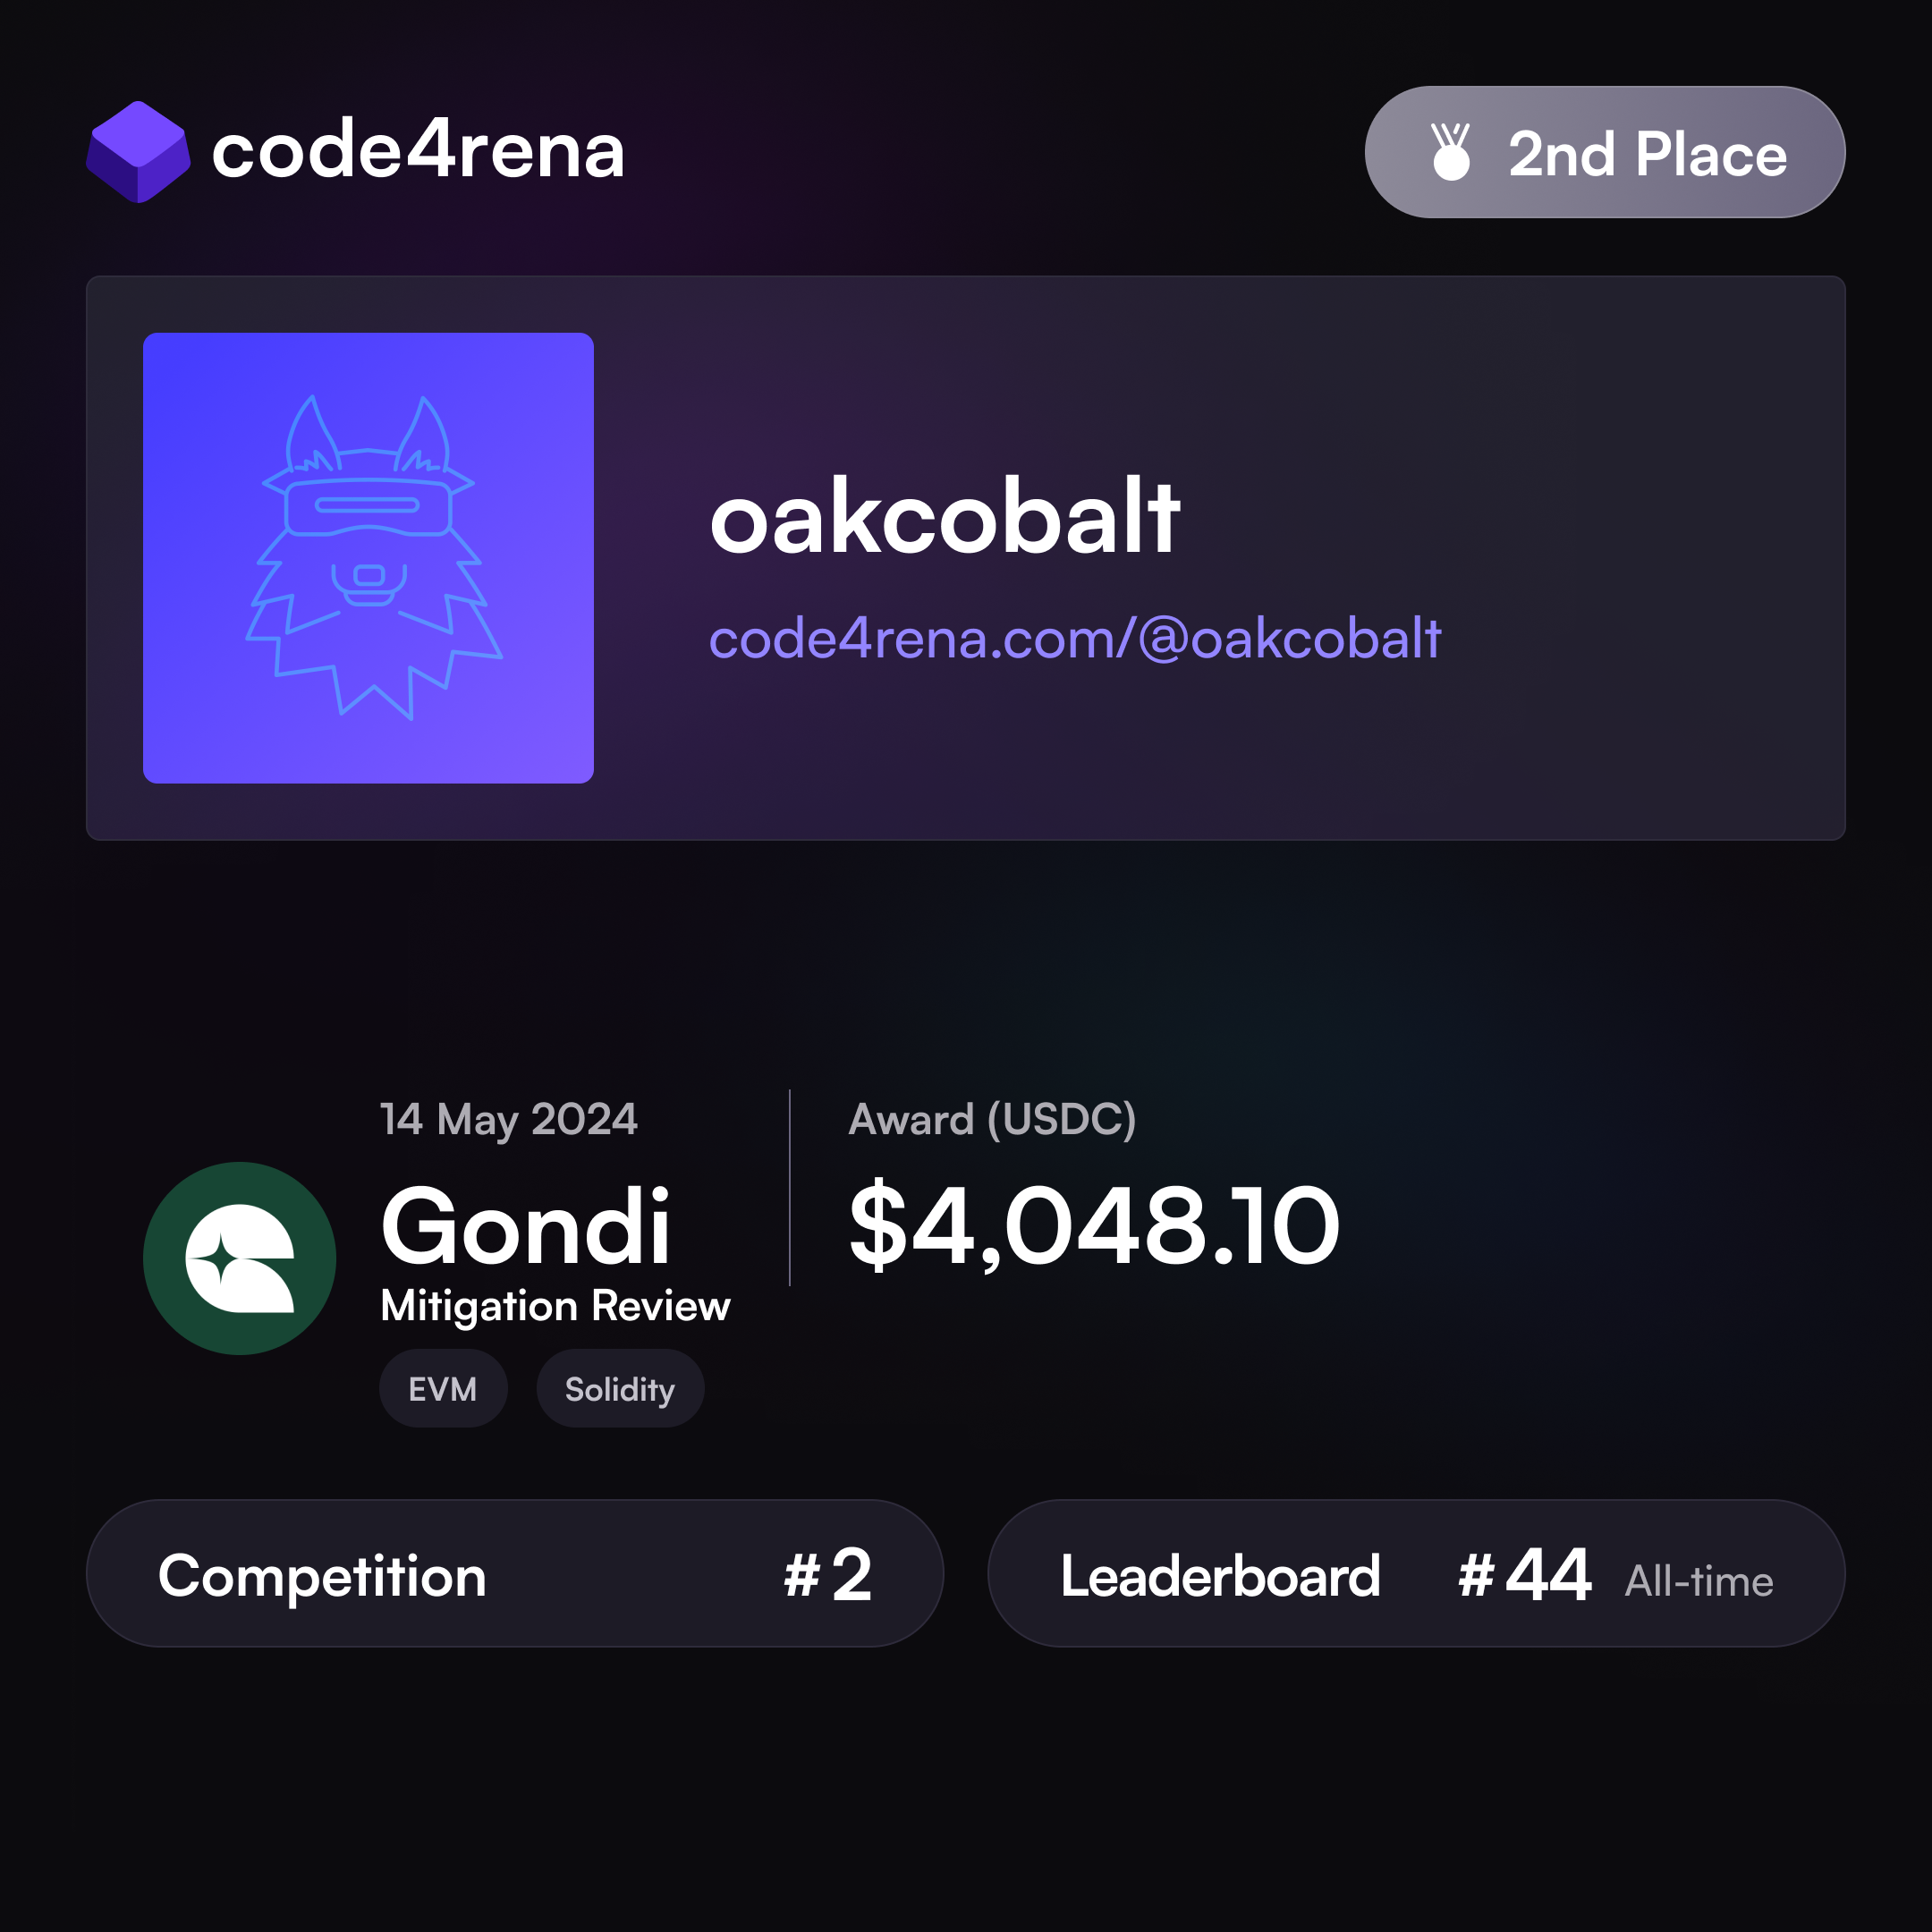 code4rena
2nd Place
oakcobalt
code4rena.com/@oakcobalt
14 May 2024
Gondi
Mitigation Review
EVM
Solidity
Award (USDC)
$4,048.10
Competition
#2
Leaderboard
#44 All-time